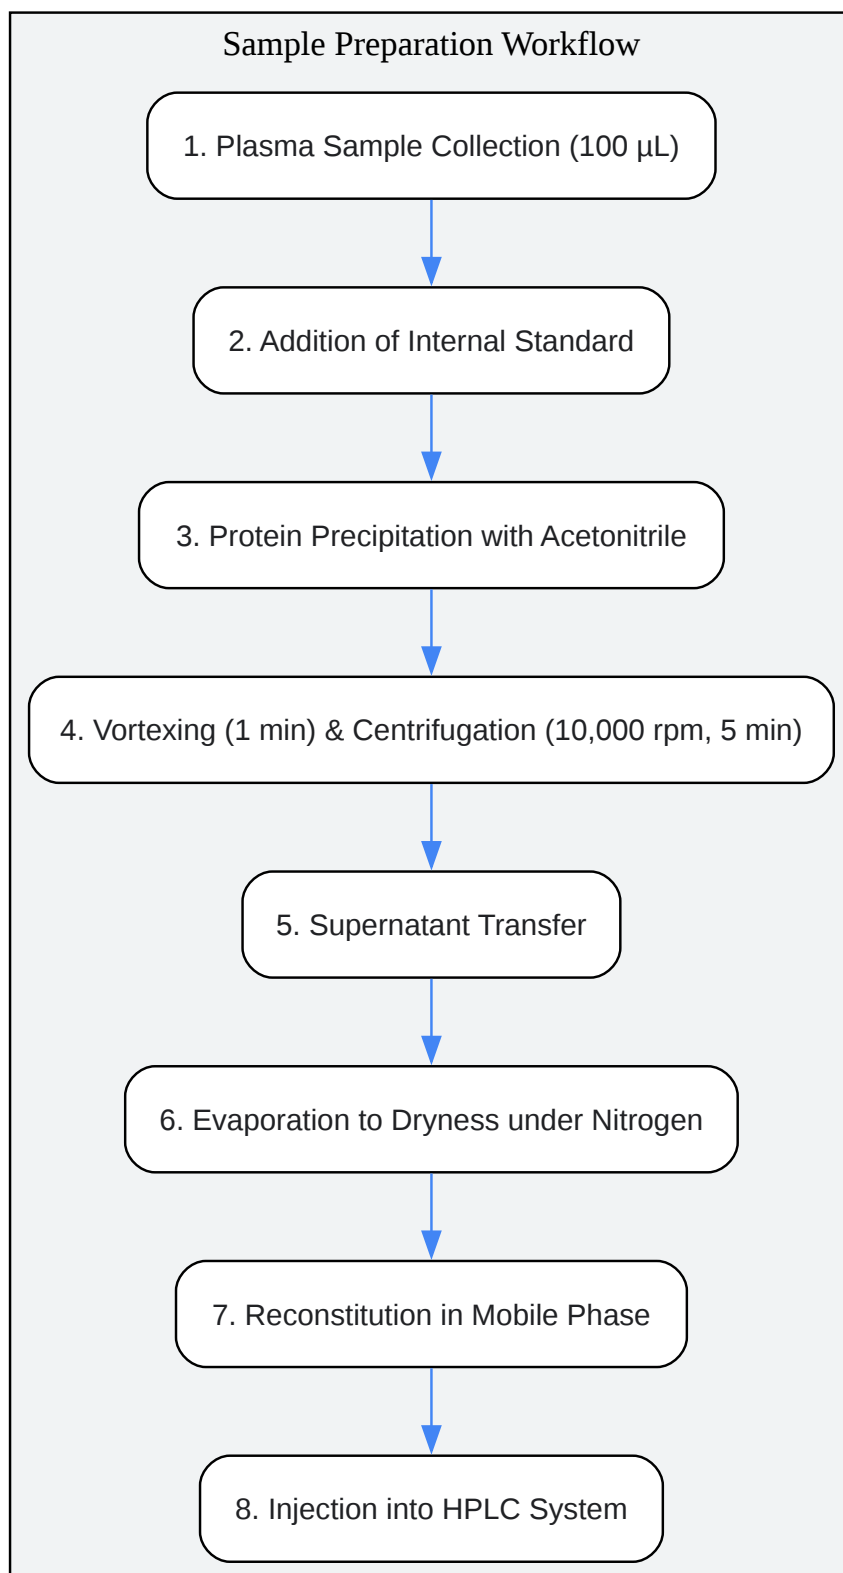 Sample Preparation Workflow
1. Plasma Sample Collection (100 µL)
2. Addition of Internal Standard
3. Protein Precipitation with Acetonitrile
4. Vortexing (1 min) & Centrifugation (10,000 rpm, 5 min)
5. Supernatant Transfer
6. Evaporation to Dryness under Nitrogen
7. Reconstitution in Mobile Phase
8. Injection into HPLC System